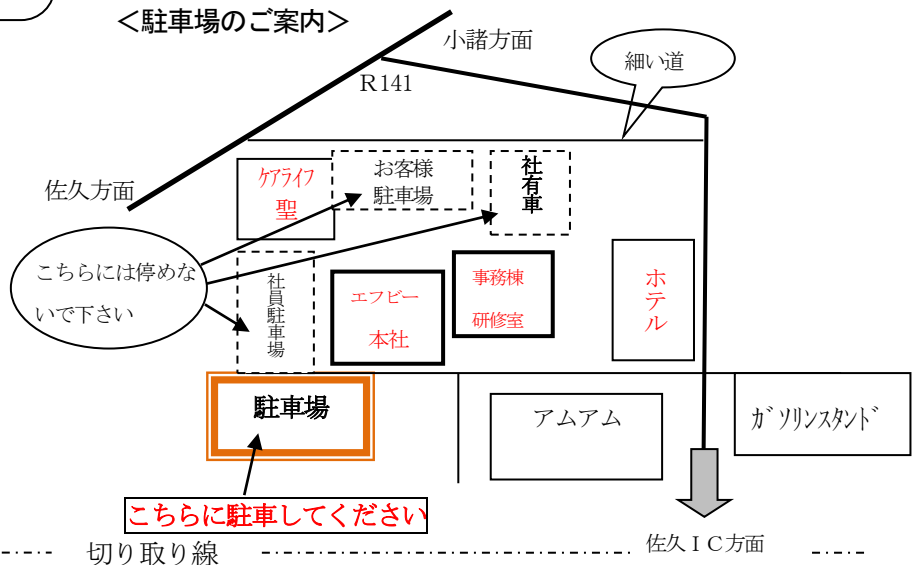 ＜駐車場のご案内＞
小諸方面
細い道
R141
佐久方面
ｹｱﾗｲﾌ
聖
お客様
駐車場
社有車
こちらには停めな
いで下さい
社員駐車場
エフビー
本社
事務棟
研修室
ホテル
駐車場
アムアム
ｶﾞｿﾘﾝｽﾀﾝﾄﾞ
こちらに駐車してください
切り取り線
佐久ＩＣ方面